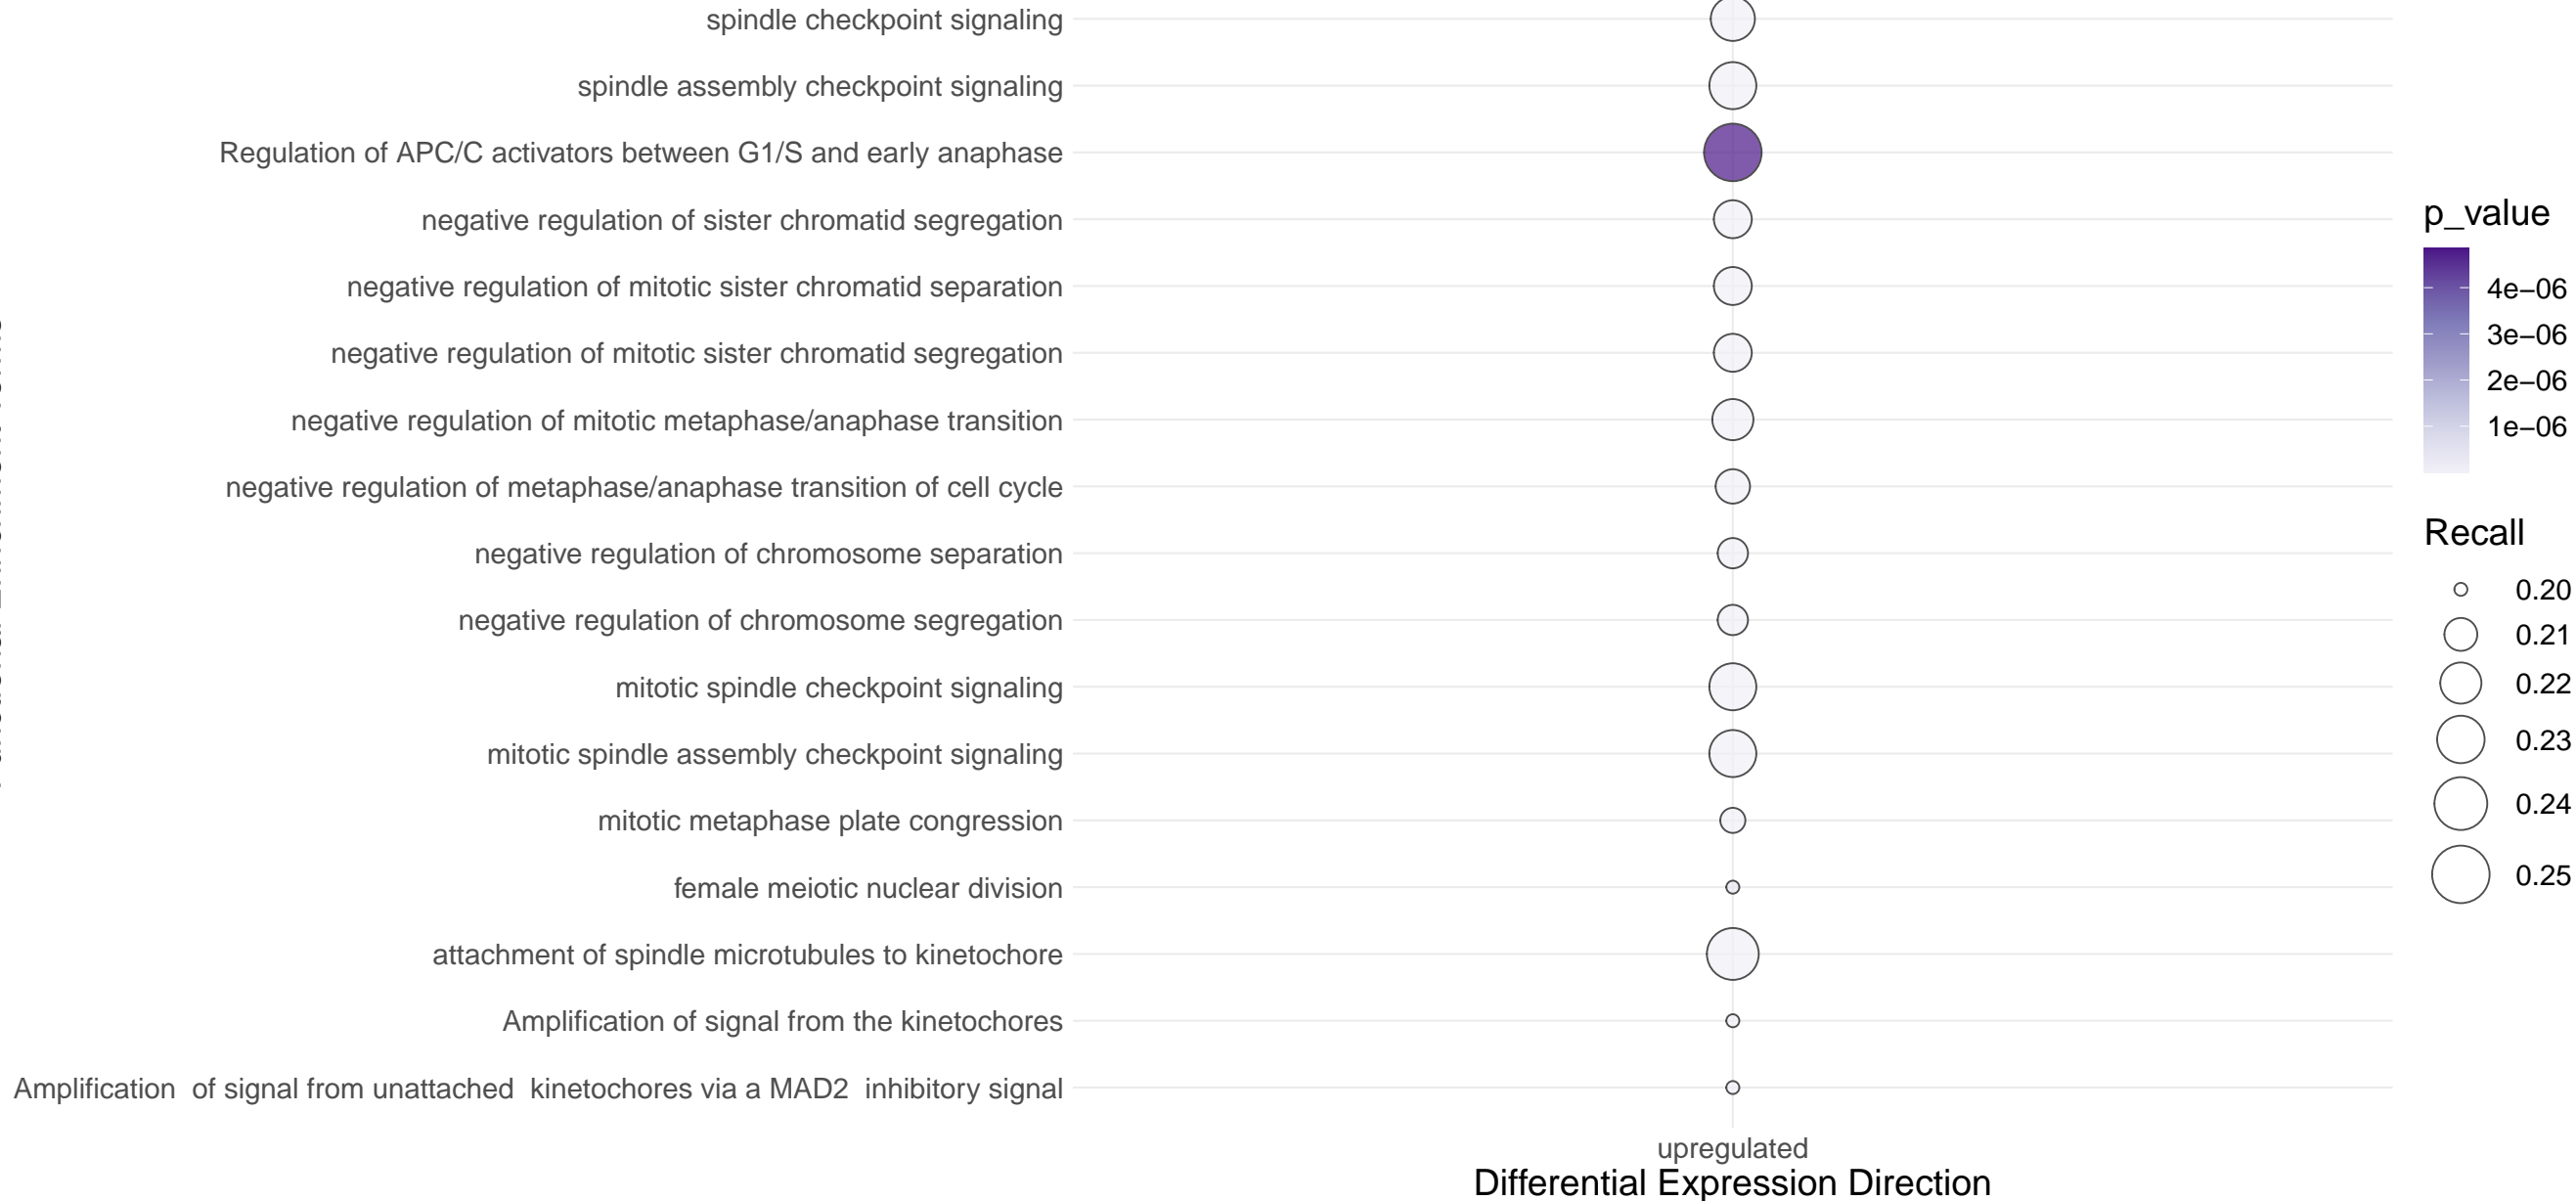 spindle checkpoint signaling
spindle assembly checkpoint signaling
Regulation of APC/C activators between G1/S and early anaphase
negative regulation of sister chromatid segregation
negative regulation of mitotic sister chromatid separation
negative regulation of mitotic sister chromatid segregation
negative regulation of mitotic metaphase/anaphase transition
negative regulation of metaphase/anaphase transition of cell cycle
negative regulation of chromosome separation
negative regulation of chromosome segregation
mitotic spindle checkpoint signaling
mitotic spindle assembly checkpoint signaling
mitotic metaphase plate congression
female meiotic nuclear division
attachment of spindle microtubules to kinetochore
Amplification of signal from the kinetochores
Amplification  of signal from unattached  kinetochores via a MAD2  inhibitory signal
upregulated
Differential Expression Direction
p_value
4e−06
3e−06
2e−06
1e−06
Recall
0.20
0.21
0.22
0.23
0.24
0.25